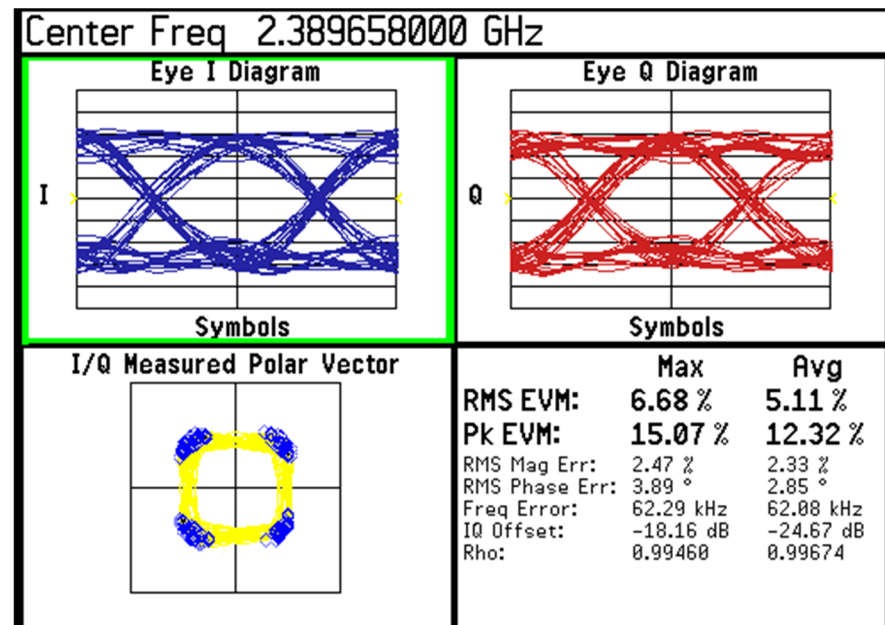 Center Freq 2.389658000 GHz
Eye I Diagram
I
Symbols
Eye Q Diagram
Q
Symbols
I/Q Measured Polar Vector
Max Avg
RMS EVM: 6.68 % 5.11 %
Pk EVM: 15.07 % 12.32 %
RMS Mag Err: 2.47 % 2.33 %
RMS Phase Err: 3.89 ° 2.85 °
Freq Error: 62.29 kHz 62.08 kHz
IQ Offset: -18.16 dB -24.67 dB
Rho: 0.99460 0.99674